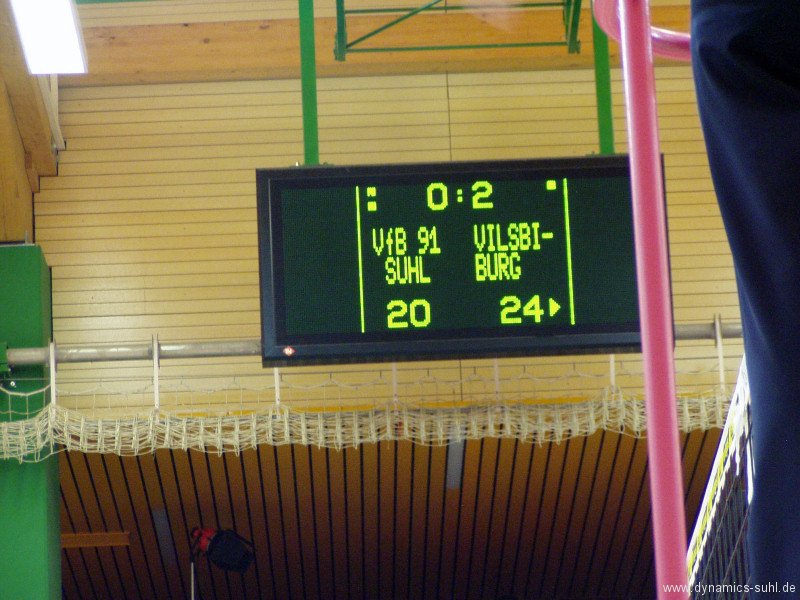 0:2
VfB 91 VILSBI-
SUHL BURG
20 24
www.dynamics-suhl.de